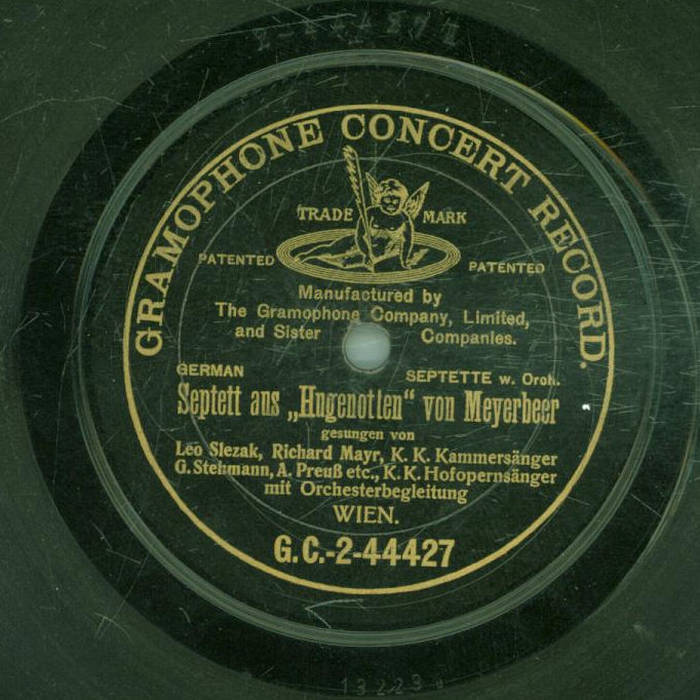 GRAMOPHONE CONCERT RECORD.
TRADE MARK
PATENTED PATENTED
Manufactured by
The Gramophone Company, Limited,
and Sister Companies.
GERMAN SEPTETTE w. Orch.
Septett aus „Hugenotten“ von Meyerbeer
gesungen von
Leo Slezak, Richard Mayr, K. K. Kammersänger
G. Stehmann, A. Preuß etc., K. K. Hofopernsänger
mit Orchesterbegleitung
WIEN.
G.C.-2-44427